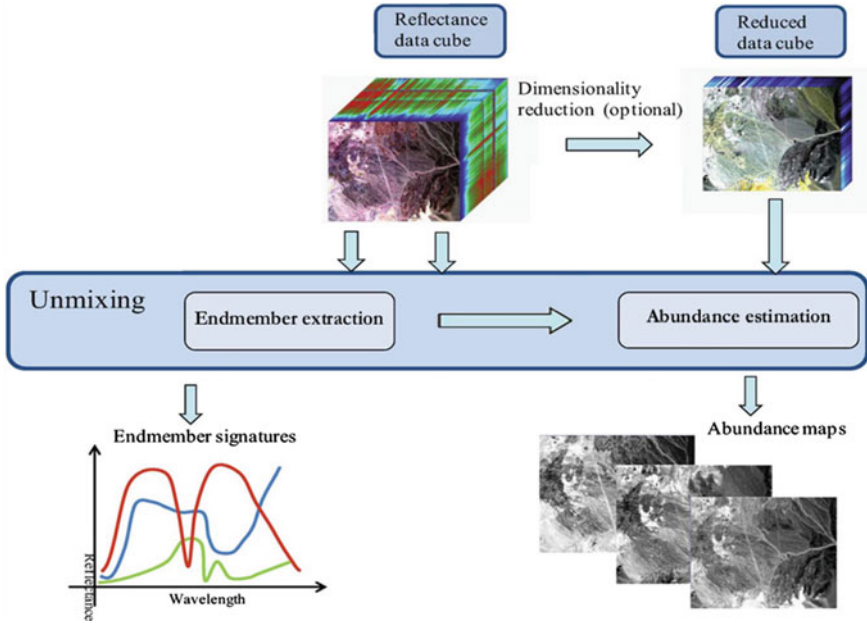 Reflectance
data cube
Reduced
data cube
Dimensionality
reduction (optional)
Unmixing
Endmember extraction
Abundance estimation
Endmember signatures
Abundance maps
Reflectance
Wavelength